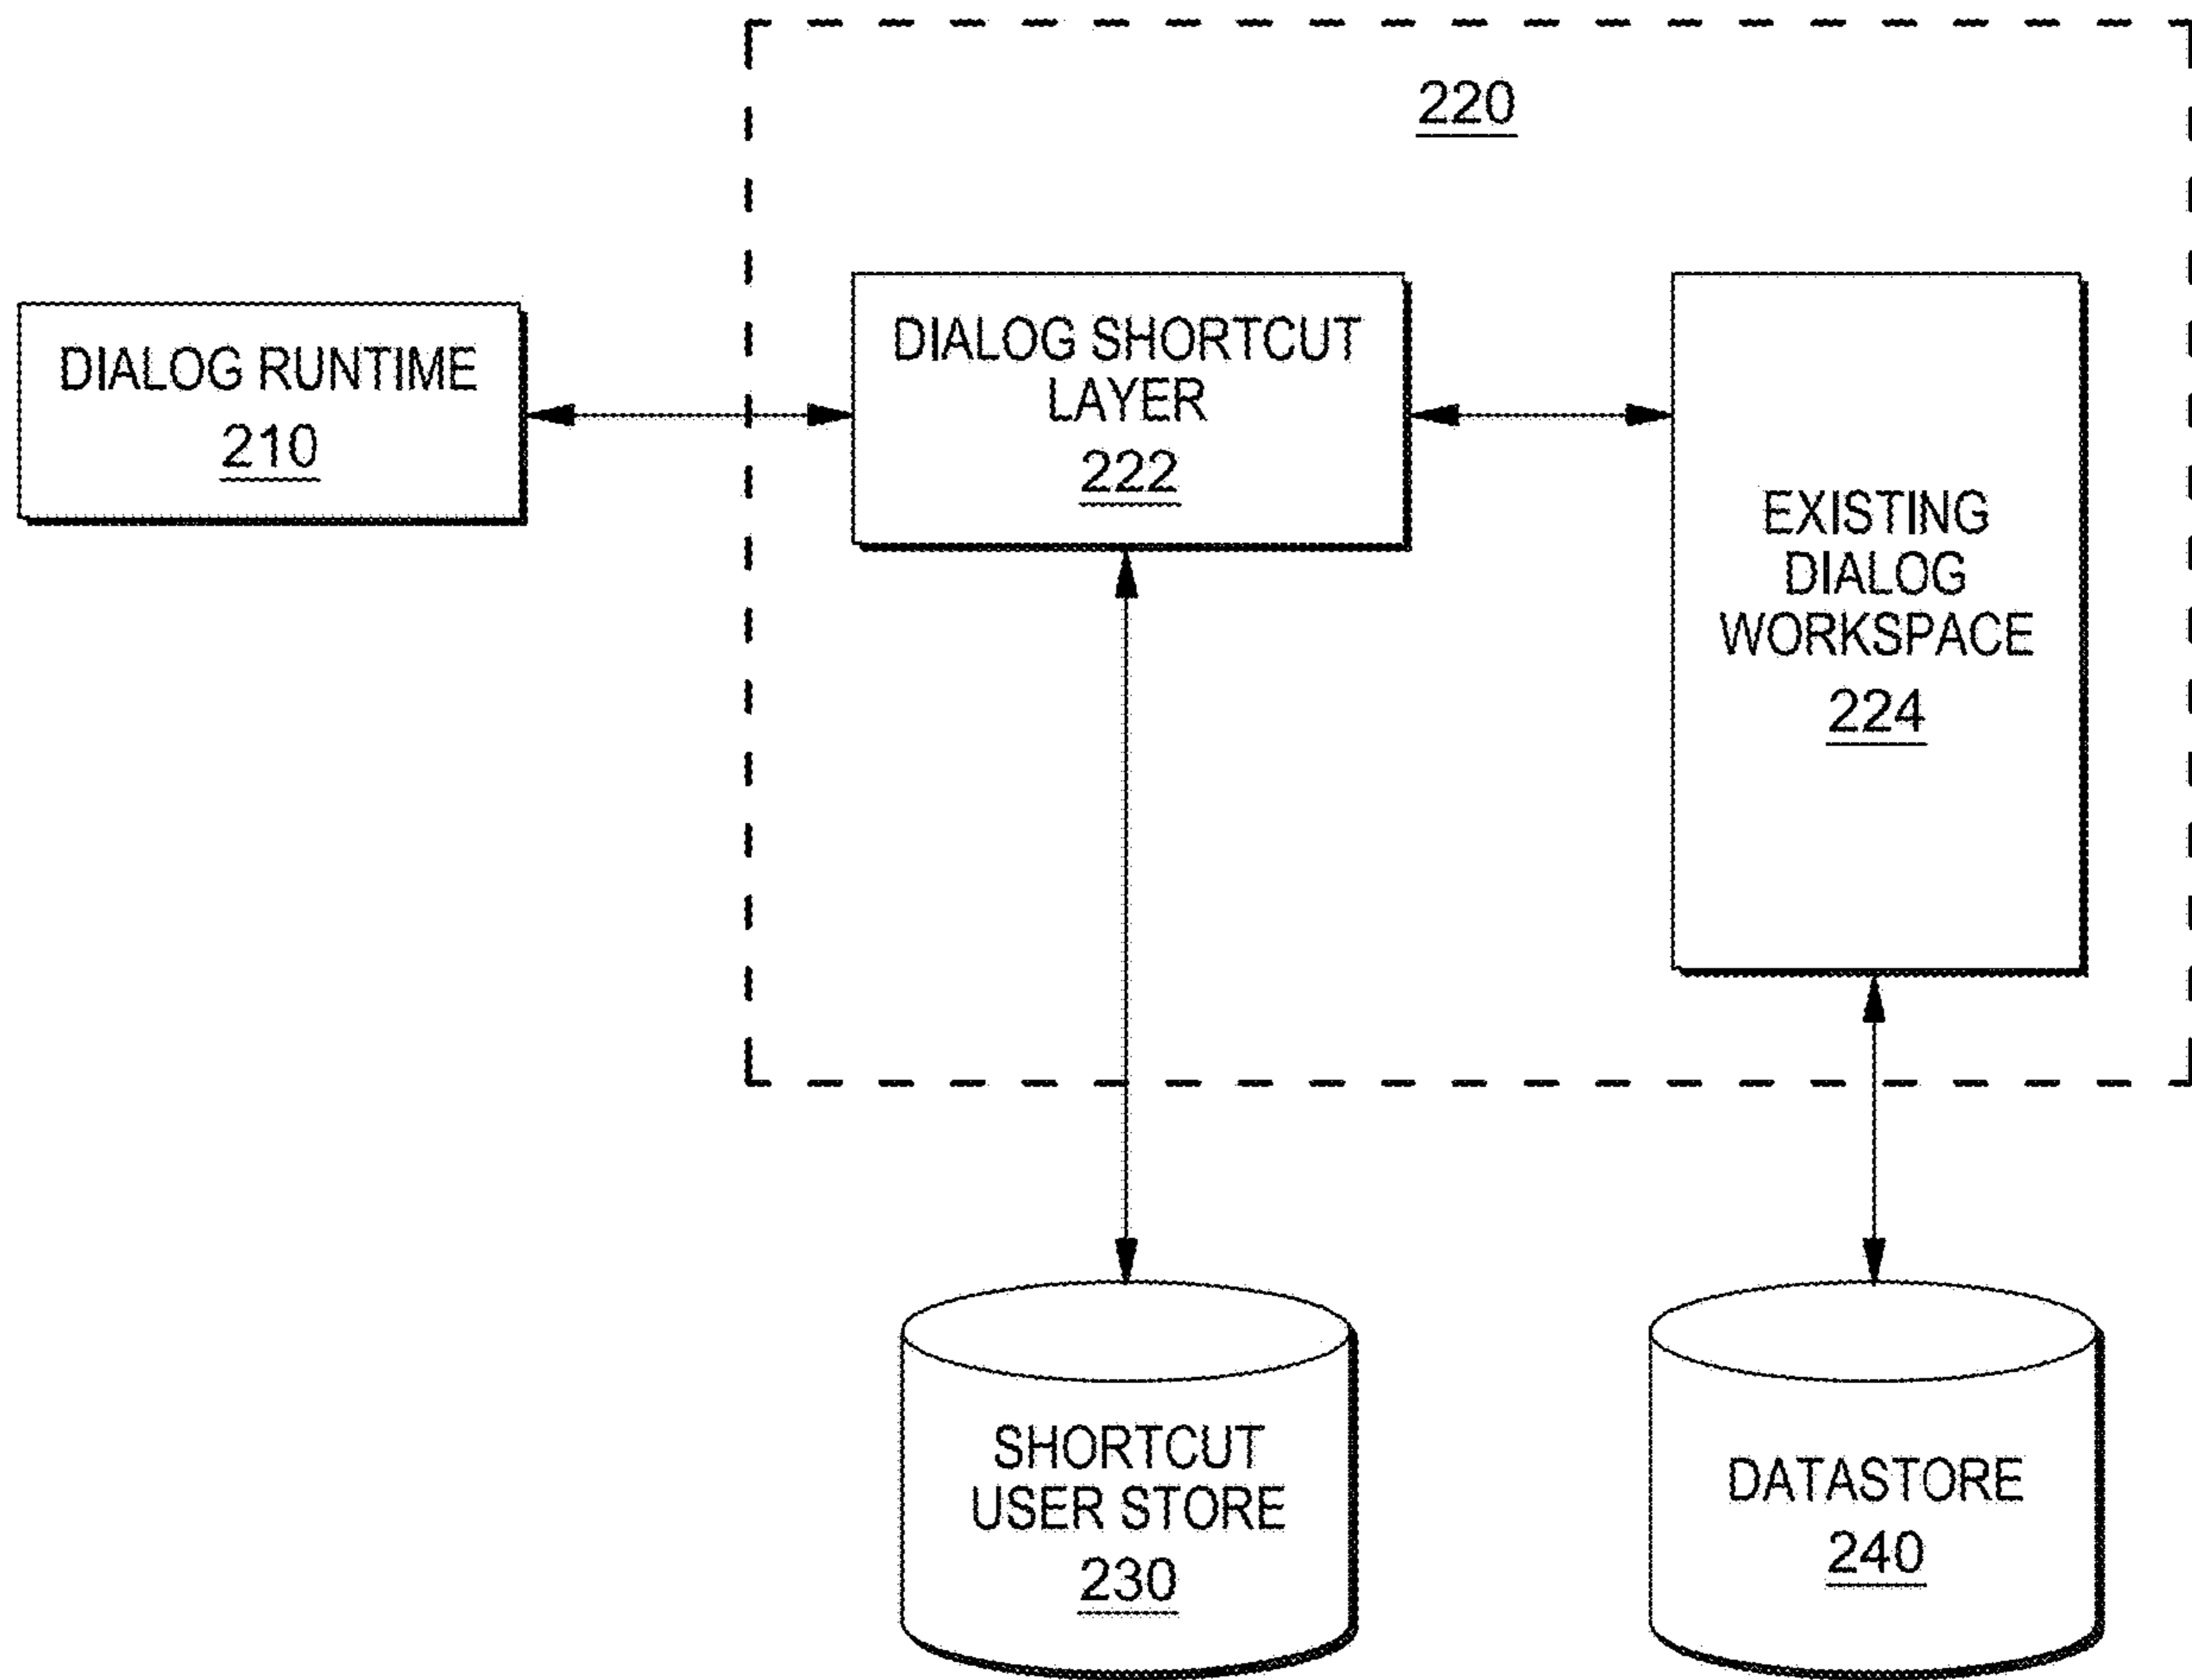 220
DIALOG RUNTIME
210
DIALOG SHORTCUT
LAYER
222
EXISTING
DIALOG
WORKSPACE
224
SHORTCUT
USER STORE
230
DATASTORE
240